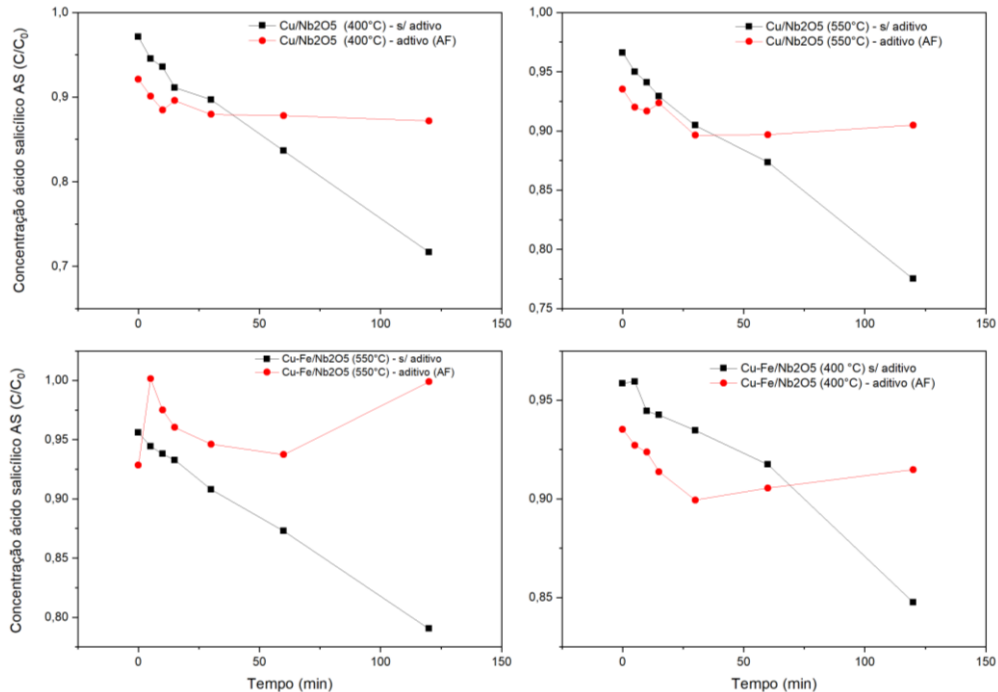 Concentração ácido salicílico AS (C/C0)
1,00
0,9
0,8
0,7
0
50
100
150
Cu/Nb2O5 (400°C) - s/ aditivo
Cu/Nb2O5 (400°C) - aditivo (AF)
1,00
0,95
0,90
0,85
0,80
0,75
0
50
100
150
Cu/Nb2O5 (550°C) - s/ aditivo
Cu/Nb2O5 (550°C) - aditivo (AF)
Concentração ácido salicílico AS (C/C0)
1,00
0,95
0,90
0,85
0,80
0
50
100
150
Tempo (min)
Cu-Fe/Nb2O5 (550°C) - s/ aditivo
Cu-Fe/Nb2O5 (550°C) - aditivo (AF)
0,95
0,90
0,85
0
50
100
150
Tempo (min)
Cu-Fe/Nb2O5 (400°C) s/ aditivo
Cu-Fe/Nb2O5 (400°C) - aditivo (AF)